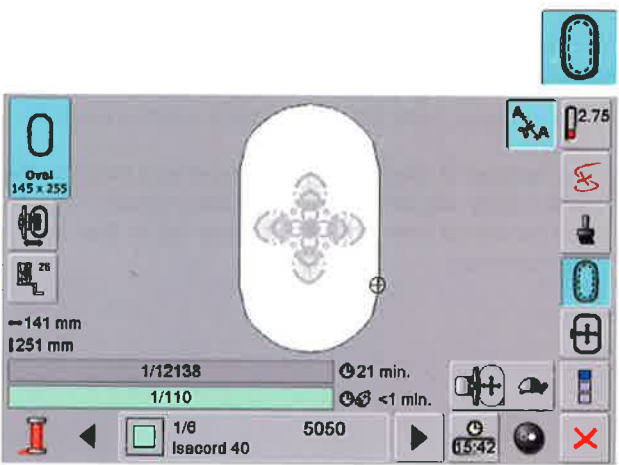 2.75
A A
Oval
145 x 255
26
141 mm
251 mm
1/12138
21 min.
1/110
<1 min.
1/6
5050
Isacord 40
15:42